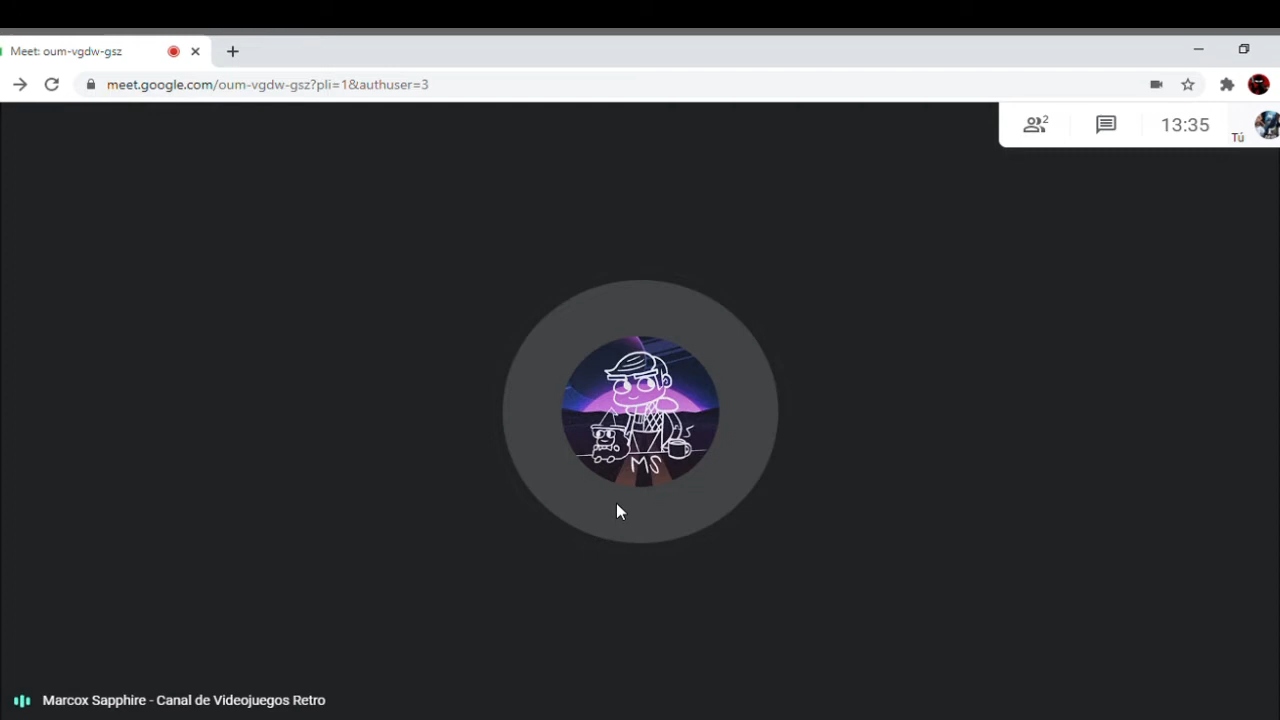 Meet: oum-vgdw-gsz
meet.google.com/oum-vgdw-gsz?pli=1&authuser=3
2
13:35
Tú
MS
Marcox Sapphire - Canal de Videojuegos Retro